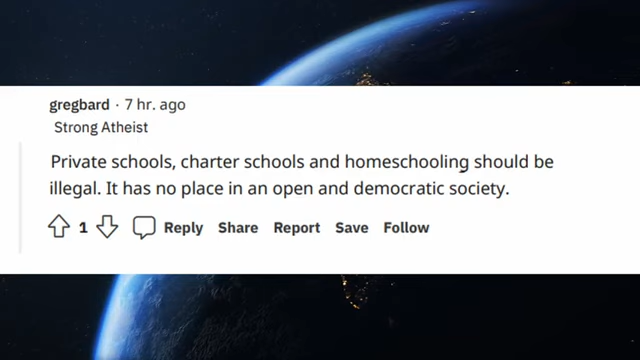 gregbard · 7 hr. ago
Strong Atheist
Private schools, charter schools and homeschooling should be
illegal. It has no place in an open and democratic society.
1 Reply Share Report Save Follow